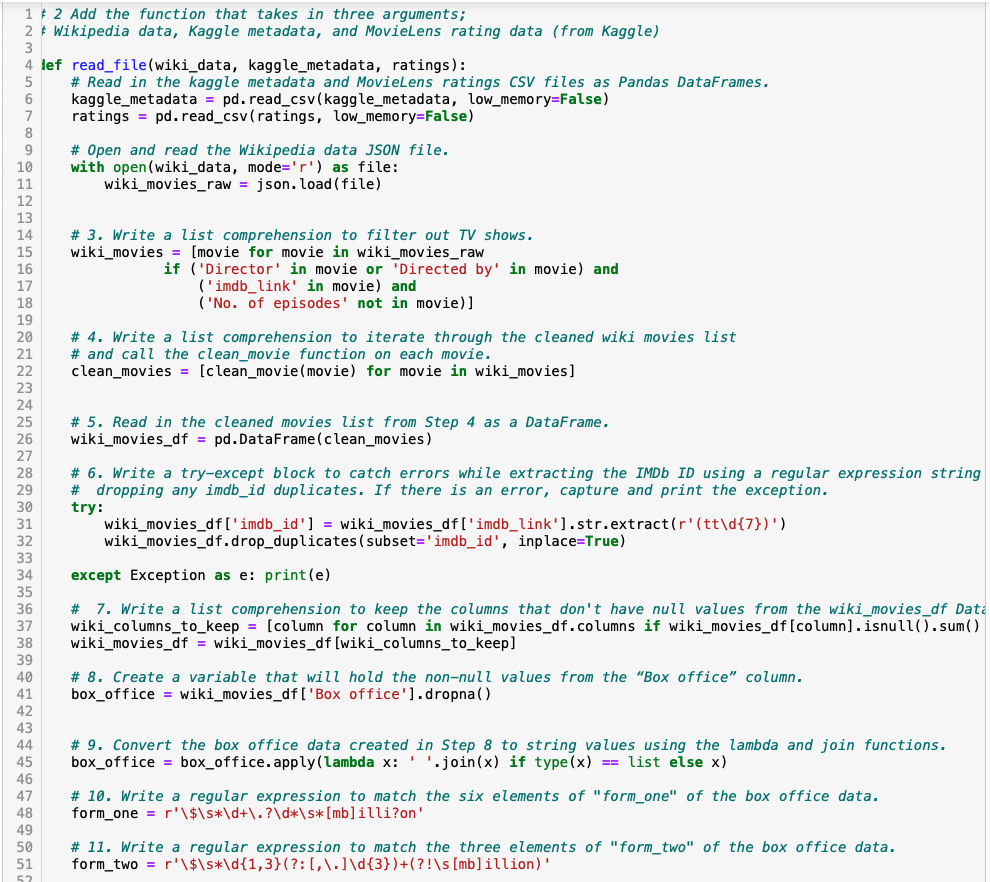 1 # 2 Add the function that takes in three arguments;
2 # Wikipedia data, Kaggle metadata, and MovieLens rating data (from Kaggle)
3
4 def read_file(wiki_data, kaggle_metadata, ratings):
5     # Read in the kaggle metadata and MovieLens ratings CSV files as Pandas DataFrames.
6     kaggle_metadata = pd.read_csv(kaggle_metadata, low_memory=False)
7     ratings = pd.read_csv(ratings, low_memory=False)
8
9     # Open and read the Wikipedia data JSON file.
10     with open(wiki_data, mode='r') as file:
11         wiki_movies_raw = json.load(file)
12
13
14     # 3. Write a list comprehension to filter out TV shows.
15     wiki_movies = [movie for movie in wiki_movies_raw
16                if ('Director' in movie or 'Directed by' in movie) and
17                    ('imdb_link' in movie) and
18                    ('No. of episodes' not in movie)]
19
20     # 4. Write a list comprehension to iterate through the cleaned wiki movies list
21     # and call the clean_movie function on each movie.
22     clean_movies = [clean_movie(movie) for movie in wiki_movies]
23
24
25     # 5. Read in the cleaned movies list from Step 4 as a DataFrame.
26     wiki_movies_df = pd.DataFrame(clean_movies)
27
28     # 6. Write a try-except block to catch errors while extracting the IMDb ID using a regular expression string
29     #  dropping any imdb_id duplicates. If there is an error, capture and print the exception.
30     try:
31         wiki_movies_df['imdb_id'] = wiki_movies_df['imdb_link'].str.extract(r'(tt\d{7})')
32         wiki_movies_df.drop_duplicates(subset='imdb_id', inplace=True)
33
34     except Exception as e: print(e)
35
36     #  7. Write a list comprehension to keep the columns that don't have null values from the wiki_movies_df Data
37     wiki_columns_to_keep = [column for column in wiki_movies_df.columns if wiki_movies_df[column].isnull().sum()
38     wiki_movies_df = wiki_movies_df[wiki_columns_to_keep]
39
40     # 8. Create a variable that will hold the non-null values from the “Box office” column.
41     box_office = wiki_movies_df['Box office'].dropna()
42
43
44     # 9. Convert the box office data created in Step 8 to string values using the lambda and join functions.
45     box_office = box_office.apply(lambda x: ' '.join(x) if type(x) == list else x)
46
47     # 10. Write a regular expression to match the six elements of "form_one" of the box office data.
48     form_one = r'\$\s*\d+\.?\d*\s*[mb]illi?on'
49
50     # 11. Write a regular expression to match the three elements of "form_two" of the box office data.
51     form_two = r'\$\s*\d{1,3}(?:[,\.]\d{3})+(?!\s[mb]illion)'
52